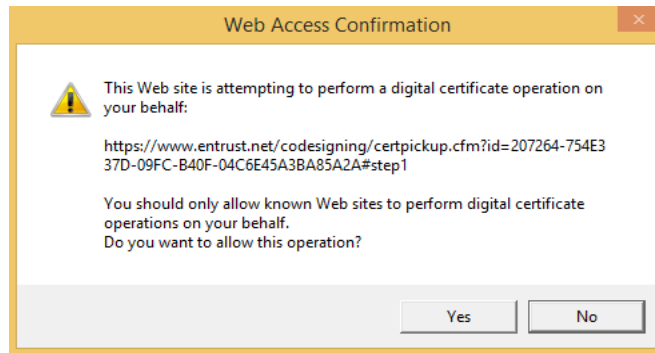 Web Access Confirmation
This Web site is attempting to perform a digital certificate operation on
your behalf:
https://www.entrust.net/codesigning/certpickup.cfm?id=207264-754E3
37D-09FC-B40F-04C6E45A3BA85A2A#step1
You should only allow known Web sites to perform digital certificate
operations on your behalf.
Do you want to allow this operation?
Yes No